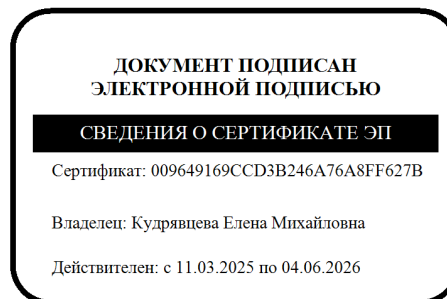 ДОКУМЕНТ ПОДПИСАН
ЭЛЕКТРОННОЙ ПОДПИСЬЮ
СВЕДЕНИЯ О СЕРТИФИКАТЕ ЭП
Сертификат: 009649169CCD3B246A76A8FF627B
Владелец: Кудрявцева Елена Михайловна
Действителен: с 11.03.2025 по 04.06.2026